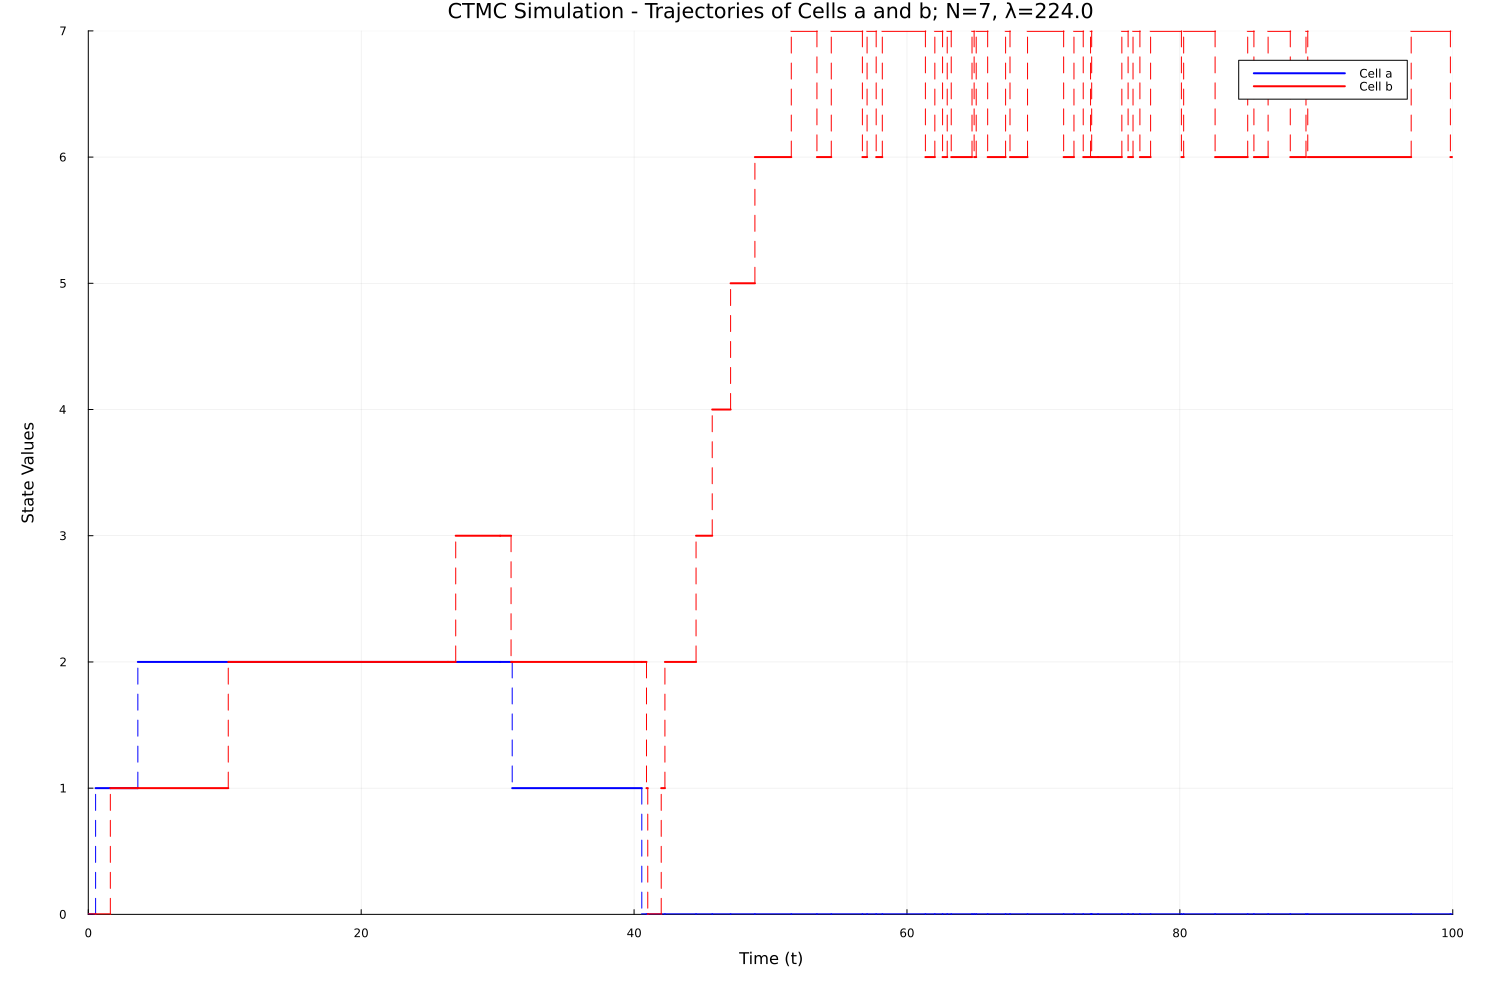 CTMC Simulation - Trajectories of Cells a and b; N=7, λ=224.0
7
Cell a
Cell b
6
5
4
State Values
3
2
1
0
0 20 40 60 80 100
Time (t)